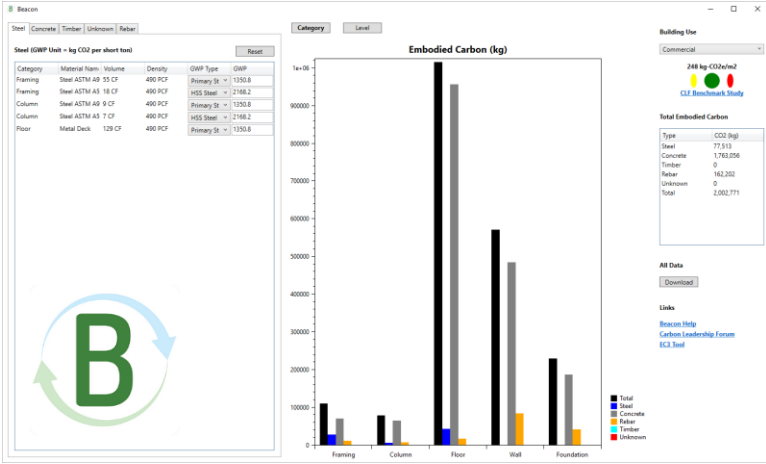 Beacon
Steel Concrete Timber Unknown Rebar
Steel (GWP Unit = kg CO2 per short ton) Reset
Category Material Nam Volume Density GWP Type GWP
Framing Steel ASTM A9 55 CF 490 PCF Primary St 1350.8
Framing Steel ASTM A5 18 CF 490 PCF HSS Steel 2168.2
Column Steel ASTM A9 9 CF 490 PCF Primary St 1350.8
Column Steel ASTM A5 7 CF 490 PCF HSS Steel 2168.2
Floor Metal Deck 129 CF 490 PCF Primary St 1350.8
B
Category Level
Embodied Carbon (kg)
1e+06
900000
800000
700000
600000
500000
400000
300000
200000
100000
0
Framing Column Floor Wall Foundation
Total
Steel
Concrete
Rebar
Timber
Unknown
Building Use
Commercial
248 kg-CO2e/m2
CLF Benchmark Study
Total Embodied Carbon
Type CO2 (kg)
Steel 77,513
Concrete 1,763,056
Timber 0
Rebar 162,202
Unknown 0
Total 2,002,771
All Data
Download
Links
Beacon Help
Carbon Leadership Forum
EC3 Tool